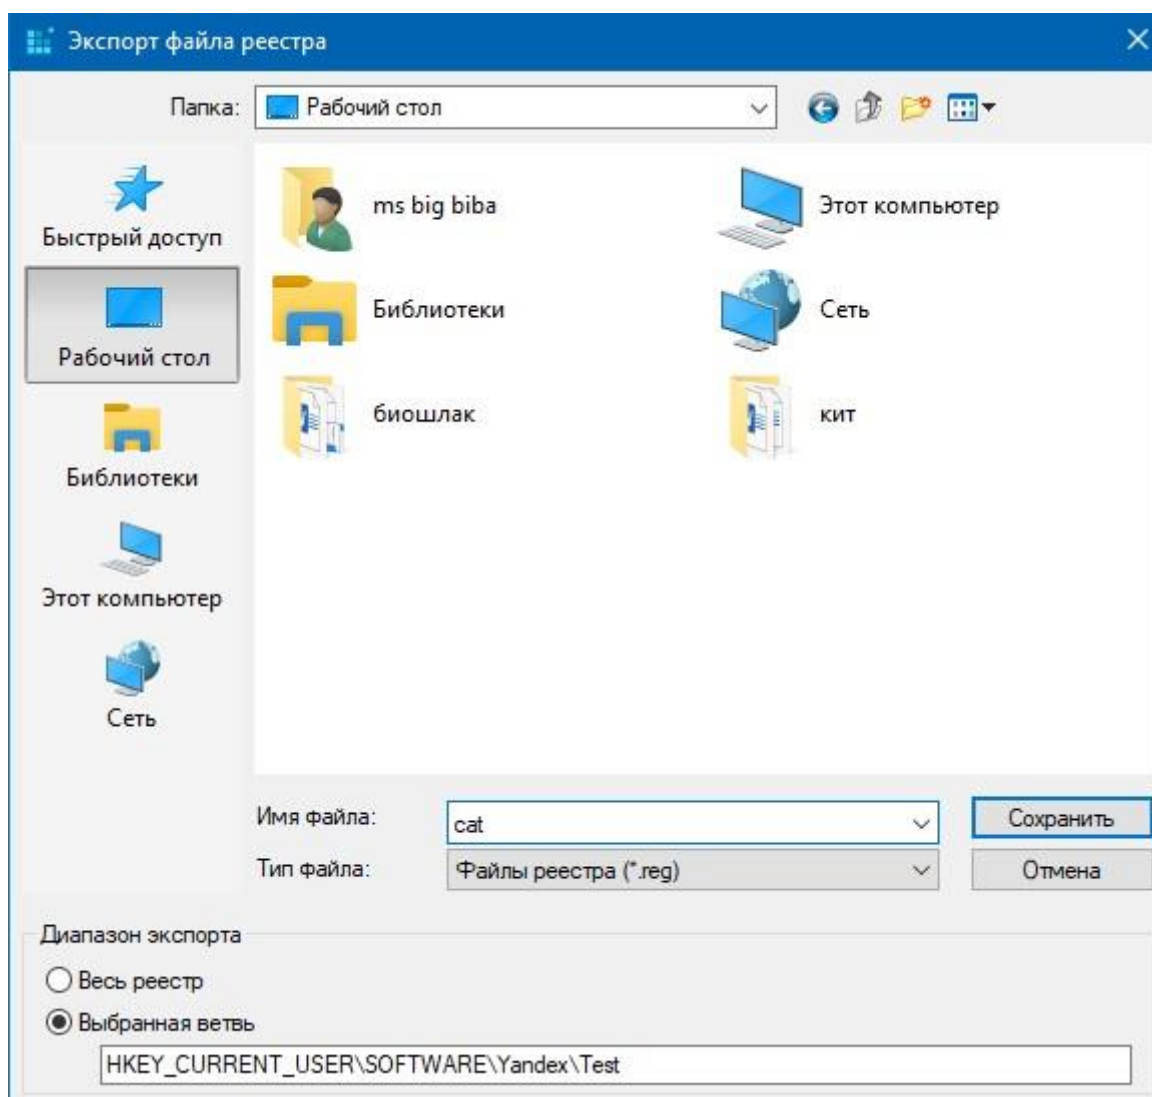 Экспорт файла реестра
Папка: Рабочий стол
Быстрый доступ
Рабочий стол
Библиотеки
Этот компьютер
Сеть
ms big biba
Этот компьютер
Библиотеки
Сеть
биошлак
кит
Имя файла: cat
Сохранить
Тип файла: Файлы реестра (*.reg)
Отмена
Диапазон экспорта
Весь реестр
Выбранная ветвь
HKEY_CURRENT_USER\SOFTWARE\Yandex\Test